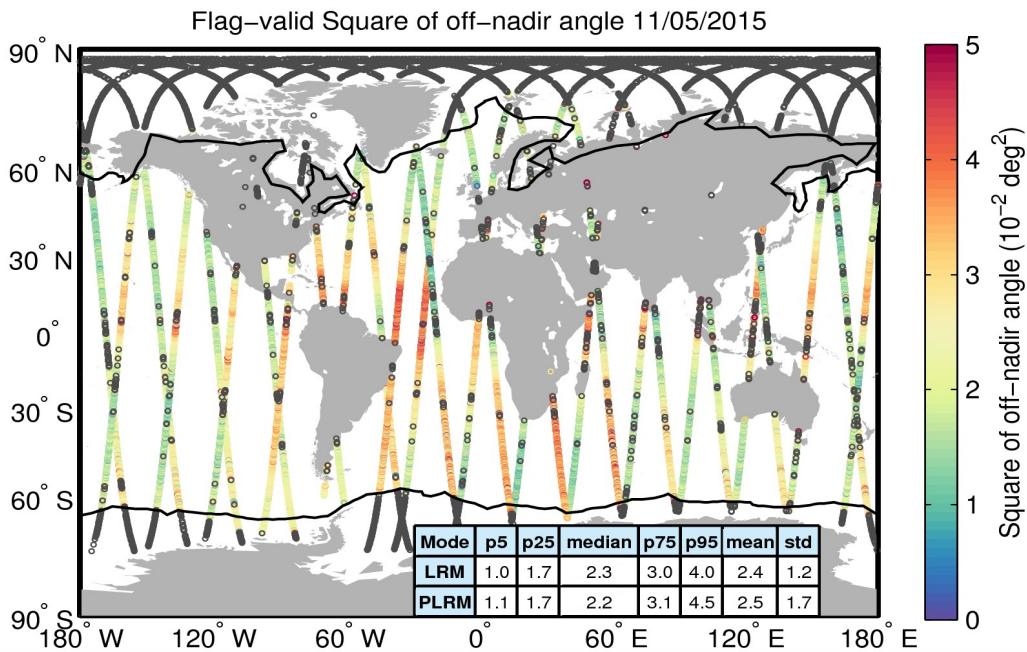 Flag−valid Square of off−nadir angle 11/05/2015
90° N
60° N
30° N
0°
30° S
60° S
90° S
180° W
120° W
60° W
0°
60° E
120° E
180° E
Mode p5 p25 median p75 p95 mean std
LRM 1.0 1.7 2.3 3.0 4.0 2.4 1.2
PLRM 1.1 1.7 2.2 3.1 4.5 2.5 1.7
5
4
3
2
1
0
Square of off−nadir angle (10⁻² deg²)